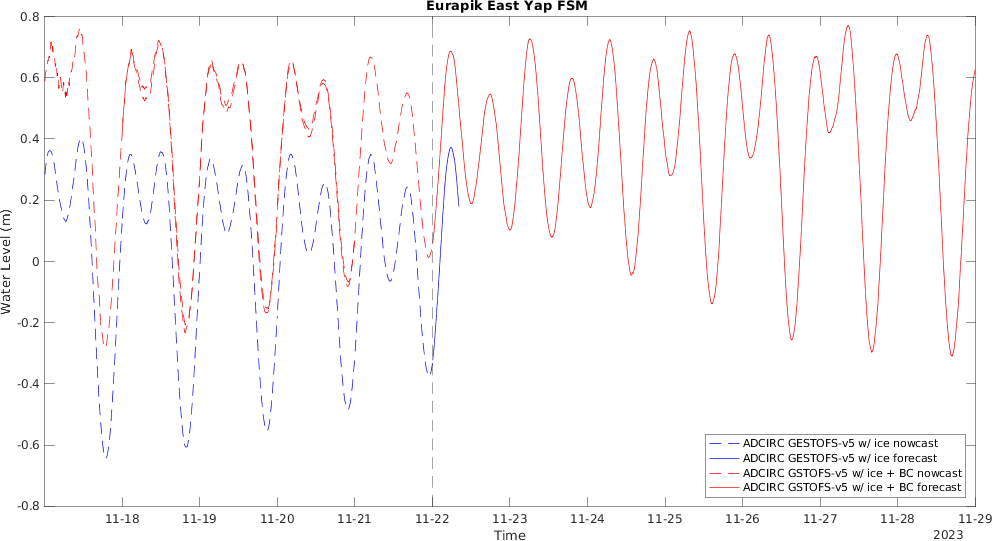 Eurapik East Yap FSM
0.8
0.6
0.4
0.2
0
-0.2
-0.4
-0.6
-0.8
Water Level (m)
ADCIRC GESTOFS-v5 w/ ice nowcast
ADCIRC GESTOFS-v5 w/ ice forecast
ADCIRC GSTOFS-v5 w/ ice + BC nowcast
ADCIRC GSTOFS-v5 w/ ice + BC forecast
11-18 11-19 11-20 11-21 11-22 11-23 11-24 11-25 11-26 11-27 11-28 11-29
Time
2023